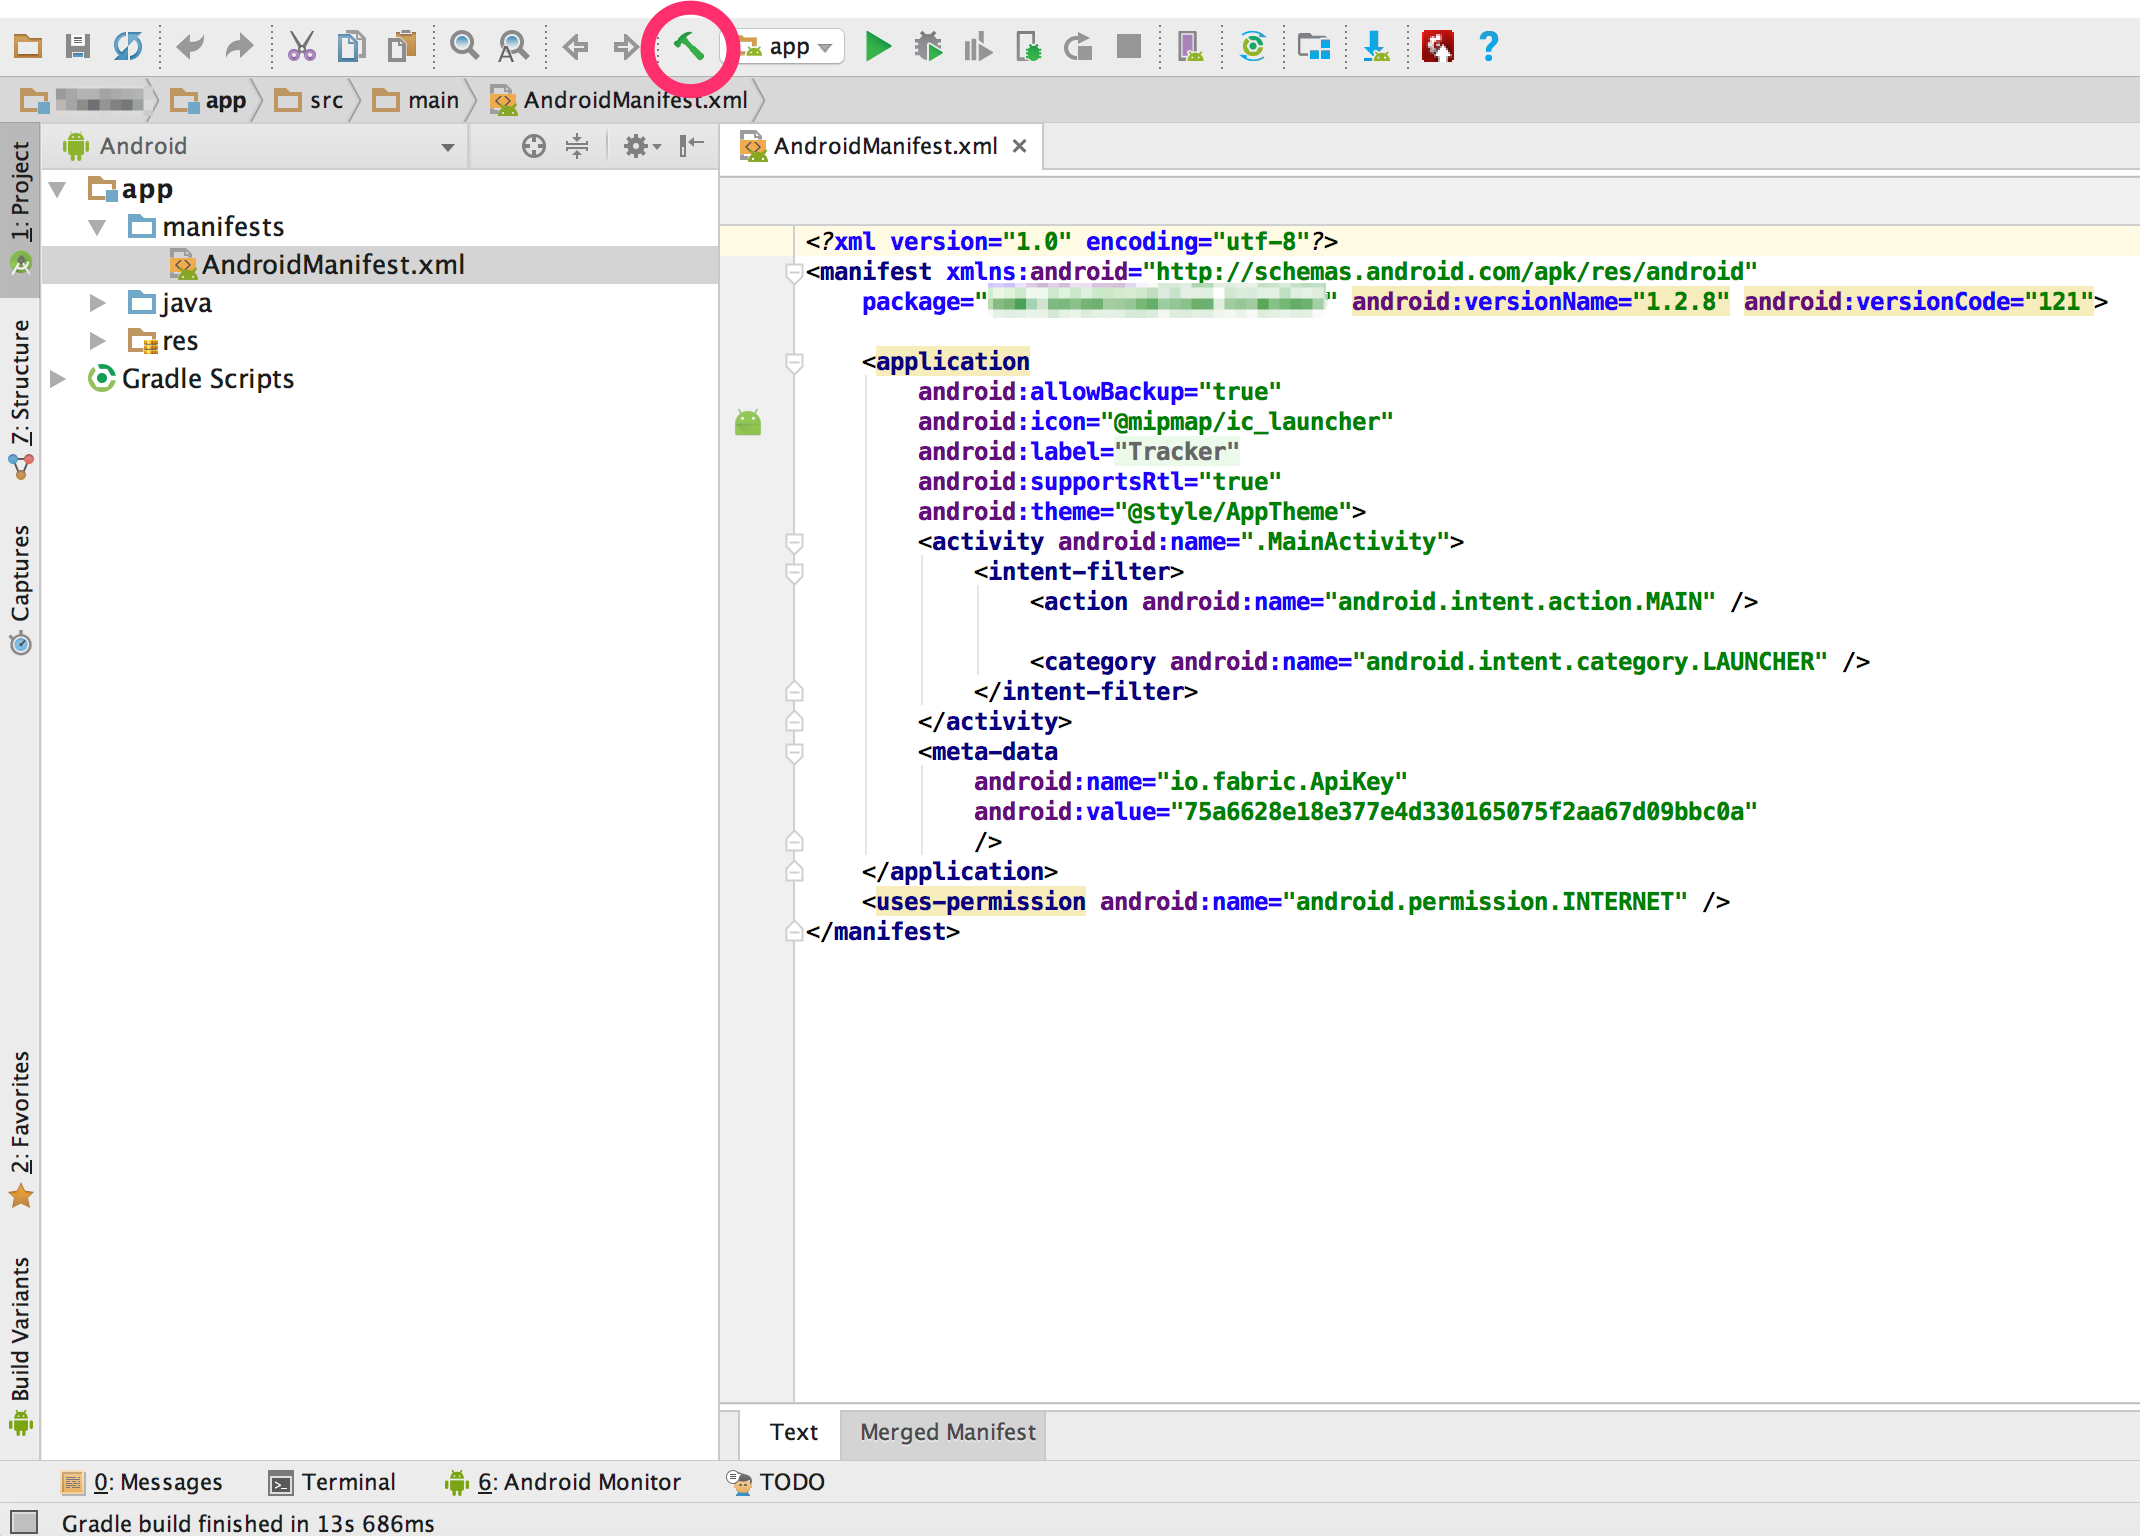 app
app
src
main
AndroidManifest.xml
Android
AndroidManifest.xml
1: Project
7: Structure
Captures
2: Favorites
Build Variants
app
manifests
AndroidManifest.xml
java
res
Gradle Scripts
<?xml version="1.0" encoding="utf-8"?>
<manifest xmlns:android="http://schemas.android.com/apk/res/android"
package=" " android:versionName="1.2.8" android:versionCode="121">
<application
android:allowBackup="true"
android:icon="@mipmap/ic_launcher"
android:label="Tracker"
android:supportsRtl="true"
android:theme="@style/AppTheme">
<activity android:name=".MainActivity">
<intent-filter>
<action android:name="android.intent.action.MAIN" />
<category android:name="android.intent.category.LAUNCHER" />
</intent-filter>
</activity>
<meta-data
android:name="io.fabric.ApiKey"
android:value="75a6628e18e377e4d330165075f2aa67d09bbc0a"
/>
</application>
<uses-permission android:name="android.permission.INTERNET" />
</manifest>
Text
Merged Manifest
0: Messages
Terminal
6: Android Monitor
TODO
Gradle build finished in 13s 686ms